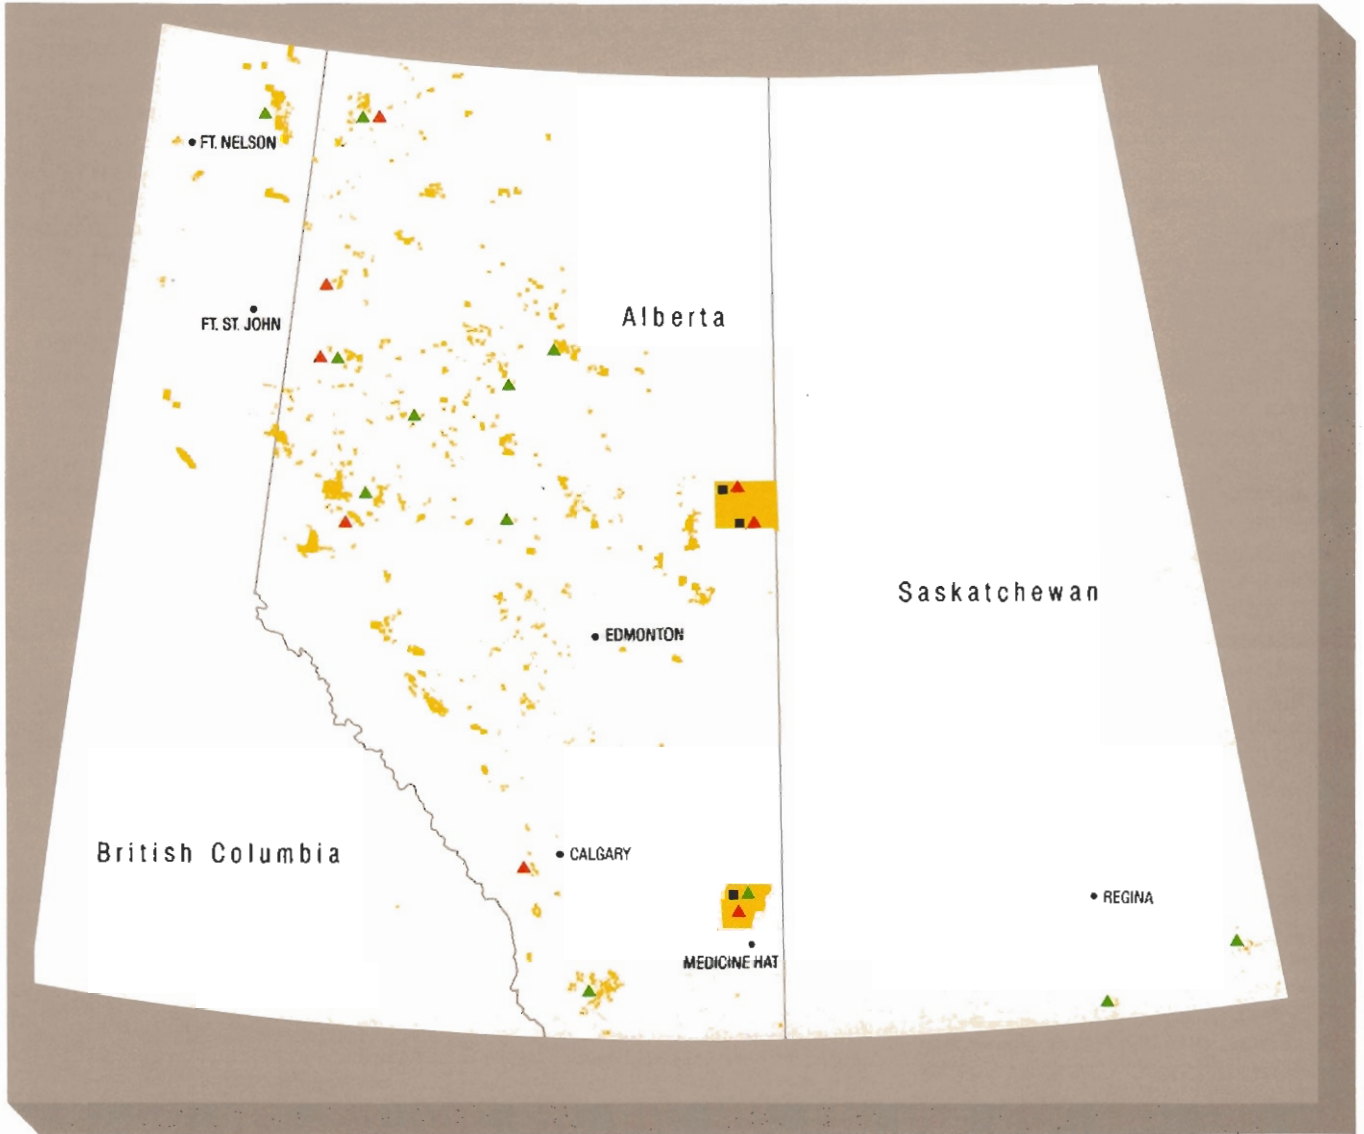 FT. NELSON
Alberta
FT. ST. JOHN
Saskatchewan
EDMONTON
British Columbia
CALGARY
REGINA
MEDICINE HAT